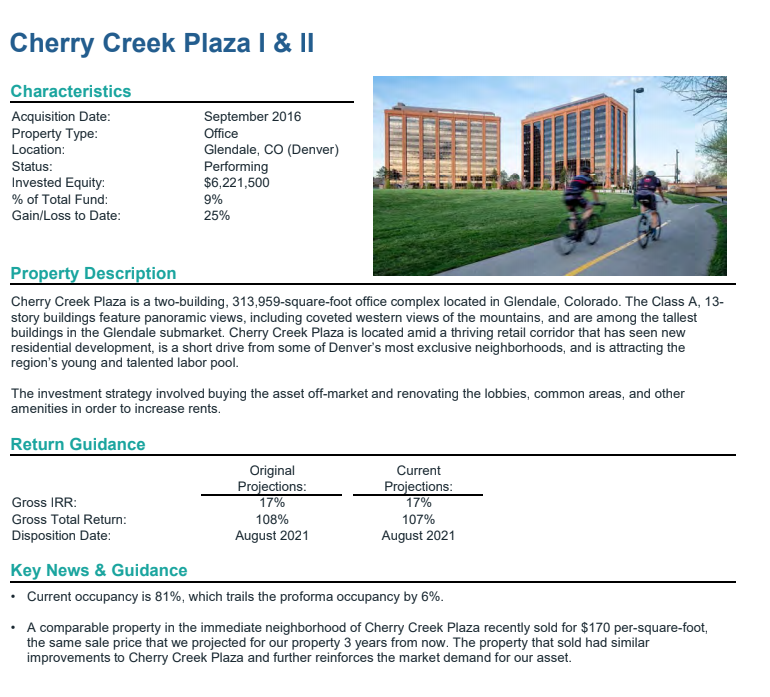 Cherry Creek Plaza I & II
Characteristics
Acquisition Date: September 2016
Property Type: Office
Location: Glendale, CO (Denver)
Status: Performing
Invested Equity: $6,221,500
% of Total Fund: 9%
Gain/Loss to Date: 25%
Property Description
Cherry Creek Plaza is a two-building, 313,959-square-foot office complex located in Glendale, Colorado. The Class A, 13-
story buildings feature panoramic views, including coveted western views of the mountains, and are among the tallest
buildings in the Glendale submarket. Cherry Creek Plaza is located amid a thriving retail corridor that has seen new
residential development, is a short drive from some of Denver's most exclusive neighborhoods, and is attracting the
region's young and talented labor pool.
The investment strategy involved buying the asset off-market and renovating the lobbies, common areas, and other
amenities in order to increase rents.
Return Guidance
Original Current
Projections: Projections:
Gross IRR: 17% 17%
Gross Total Return: 108% 107%
Disposition Date: August 2021 August 2021
Key News & Guidance
• Current occupancy is 81%, which trails the proforma occupancy by 6%.
• A comparable property in the immediate neighborhood of Cherry Creek Plaza recently sold for $170 per-square-foot,
the same sale price that we projected for our property 3 years from now. The property that sold had similar
improvements to Cherry Creek Plaza and further reinforces the market demand for our asset.